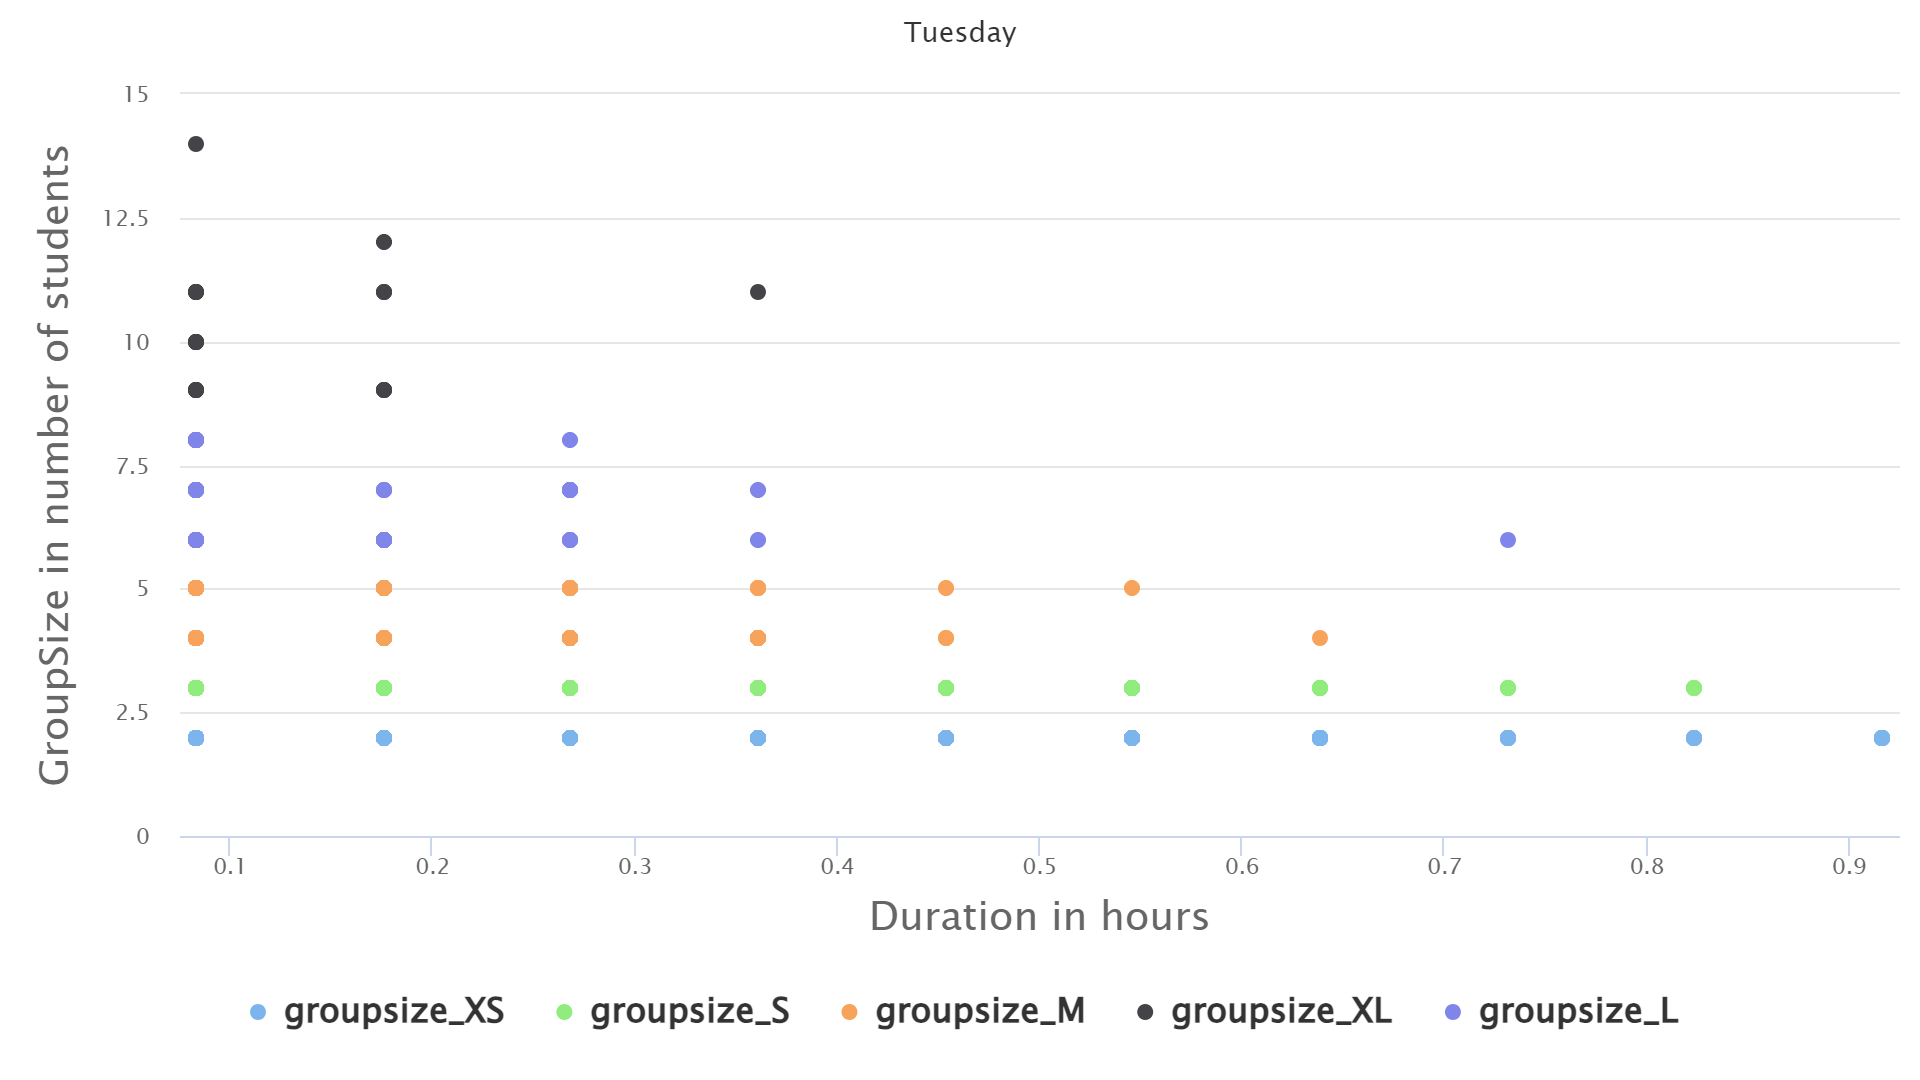 Tuesday
15
12.5
10
7.5
5
2.5
0
GroupSize in number of students
0.1 0.2 0.3 0.4 0.5 0.6 0.7 0.8 0.9
Duration in hours
groupsize_XS groupsize_S groupsize_M groupsize_XL groupsize_L